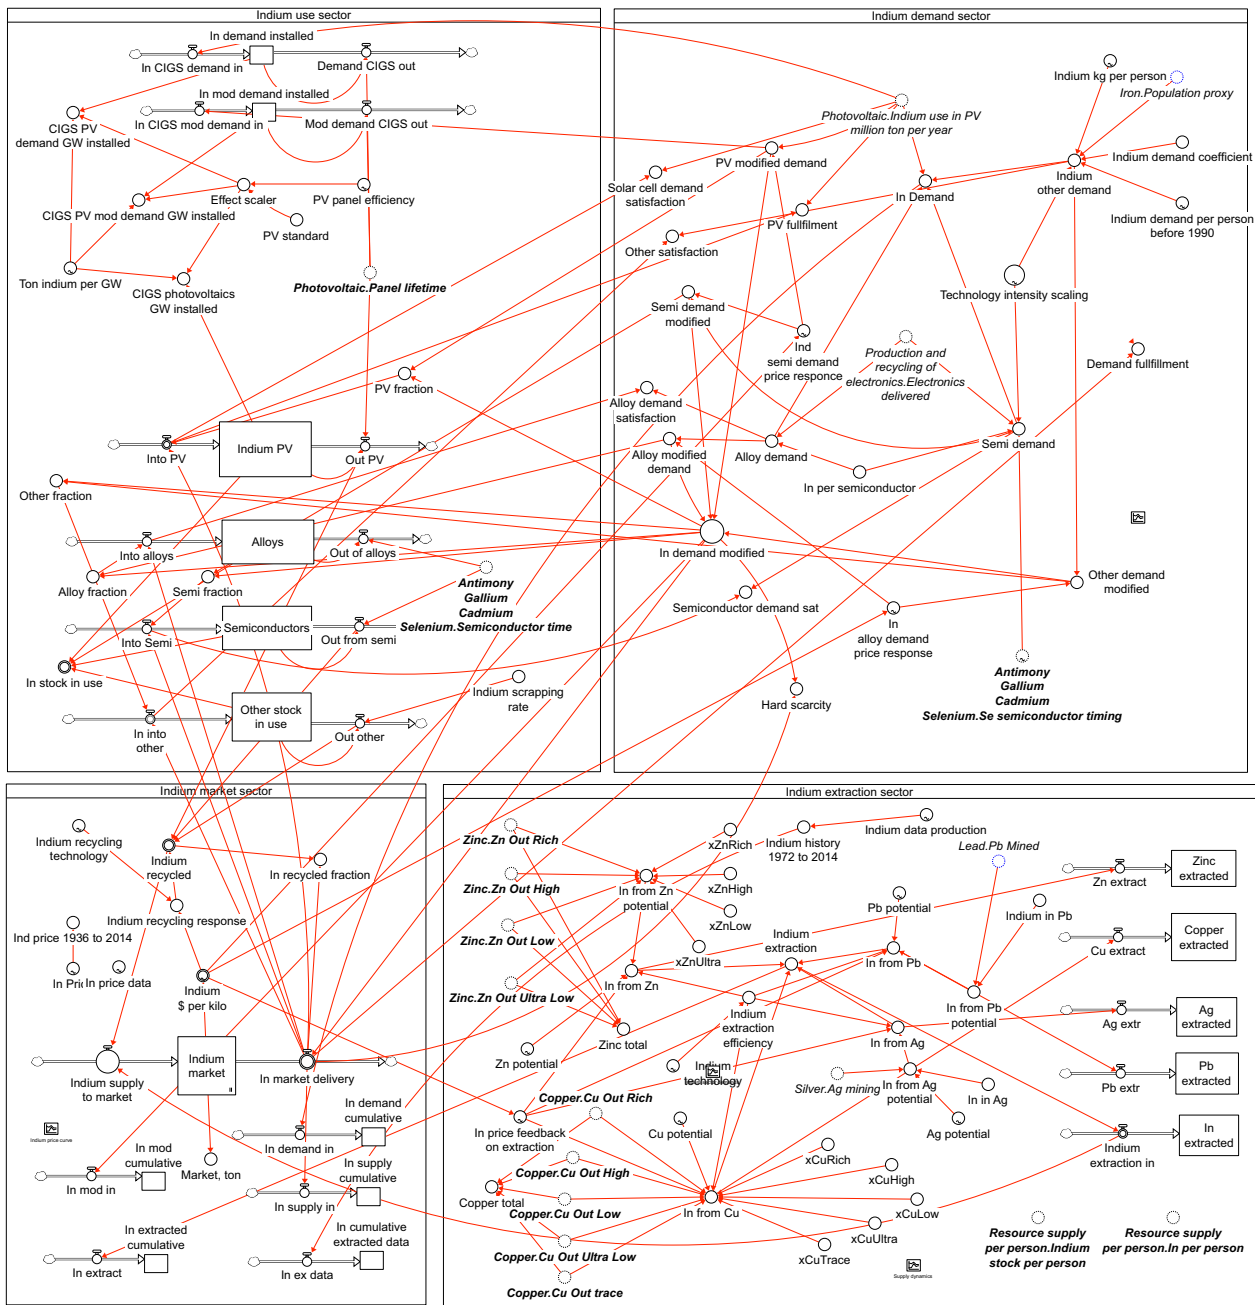 Indium use sector
In demand installed
In CIGS demand in
Demand CIGS out
In mod demand installed
In CIGS mod demand in
Mod demand CIGS out
CIGS PV
demand GW installed
Effect scaler
PV panel efficiency
CIGS PV mod demand GW installed
PV standard
Ton indium per GW
CIGS photovoltaics
GW installed
Photovoltaic.Panel lifetime
PV fraction
Into PV
Indium PV
Out PV
Other fraction
Into alloys
Alloys
Out of alloys
Alloy fraction
Semi fraction
Antimony
Gallium
Cadmium
Selenium.Semiconductor time
Into Semi
Semiconductors
Out from semi
In stock in use
Indium scrapping
rate
In into
other
Other stock
in use
Out other
Indium demand sector
Indium kg per person
Iron.Population proxy
Photovoltaic.Indium use in PV
million ton per year
PV modified demand
Indium demand coefficient
Solar cell demand
satisfaction
In Demand
Indium
other demand
PV fullfilment
Indium demand per person
before 1990
Other satisfaction
Technology intensity scaling
Semi demand
modified
Ind
semi demand
price responce
Production and
recycling of
electronics.Electronics
delivered
Demand fullfillment
Alloy demand
satisfaction
Alloy modified
demand
Alloy demand
Semi demand
In per semiconductor
In demand modified
Semiconductor demand sat
Other demand
modified
In
alloy demand
price response
Antimony
Gallium
Cadmium
Selenium.Se semiconductor timing
Hard scarcity
Indium market sector
Indium recycling
technology
Indium
recycled
In recycled fraction
Indium recycling response
Ind price 1936 to 2014
In price data
Indium
$ per kilo
Indium
market
Indium supply
to market
In market delivery
Indium price curve
In demand
cumulative
In demand in
In mod
cumulative
In mod in
Market, ton
In supply
cumulative
In supply in
In extracted
cumulative
In extract
In cumulative
extracted data
In ex data
Indium extraction sector
Zinc.Zn Out Rich
xZnRich
Indium history
1972 to 2014
Indium data production
Lead.Pb Mined
Zinc
extracted
Zn extract
Zinc.Zn Out High
In from Zn
potential
xZnHigh
Pb potential
Indium in Pb
Zinc.Zn Out Low
xZnLow
Indium
extraction
Cu extract
Copper
extracted
xZnUltra
In from Pb
In from Zn
Zinc.Zn Out Ultra Low
In from Pb
potential
Indium
extraction
efficiency
Ag extr
Ag
extracted
Zinc total
In from Ag
Zn potential
Indium
technology
Silver.Ag mining
In from Ag
potential
In in Ag
Pb extr
Pb
extracted
Copper.Cu Out Rich
In price feedback
on extraction
Cu potential
Ag potential
Indium
extraction in
In
extracted
Copper.Cu Out High
xCuRich
xCuHigh
Copper total
Copper.Cu Out Low
In from Cu
xCuLow
xCuUltra
Copper.Cu Out Ultra Low
xCuTrace
Copper.Cu Out trace
Supply dynamics
Resource supply
per person.Indium
stock per person
Resource supply
per person.In per person